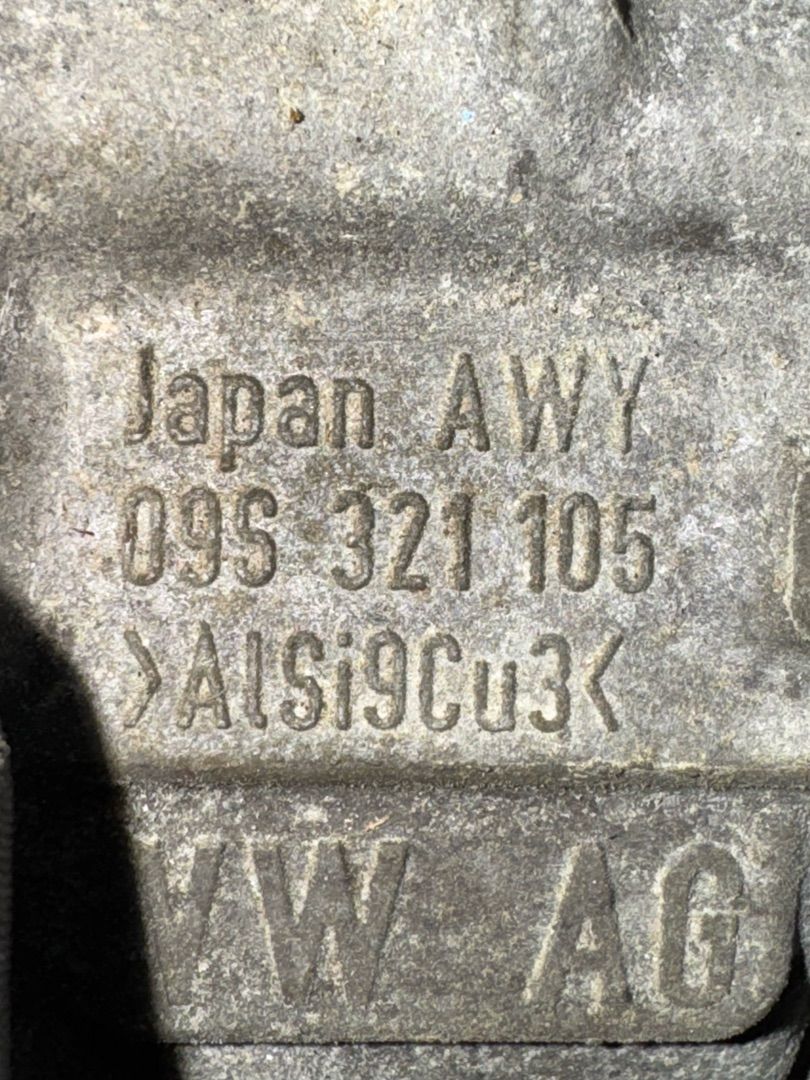 Japan AWY
09S 321 105
>AlSi9Cu3<
VW AG